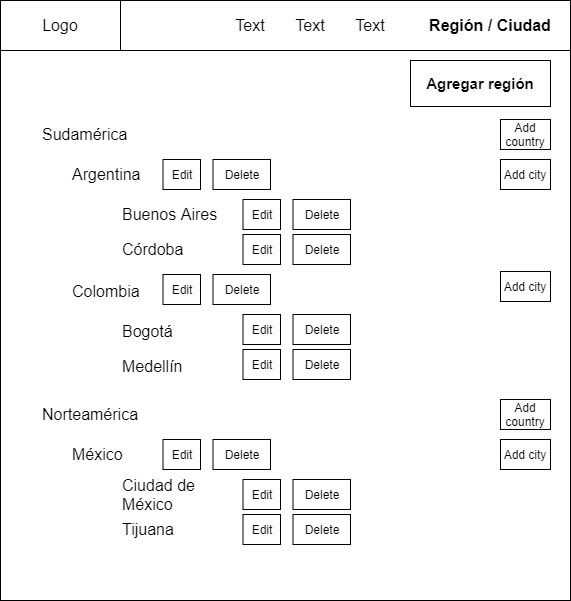 Logo Text Text Text Región / Ciudad
Agregar región
Sudamérica Add
country
Argentina Edit Delete Add city
Buenos Aires Edit Delete
Córdoba Edit Delete
Colombia Edit Delete Add city
Bogotá Edit Delete
Medellín Edit Delete
Norteamérica Add
country
México Edit Delete Add city
Ciudad de
México Edit Delete
Tijuana Edit Delete